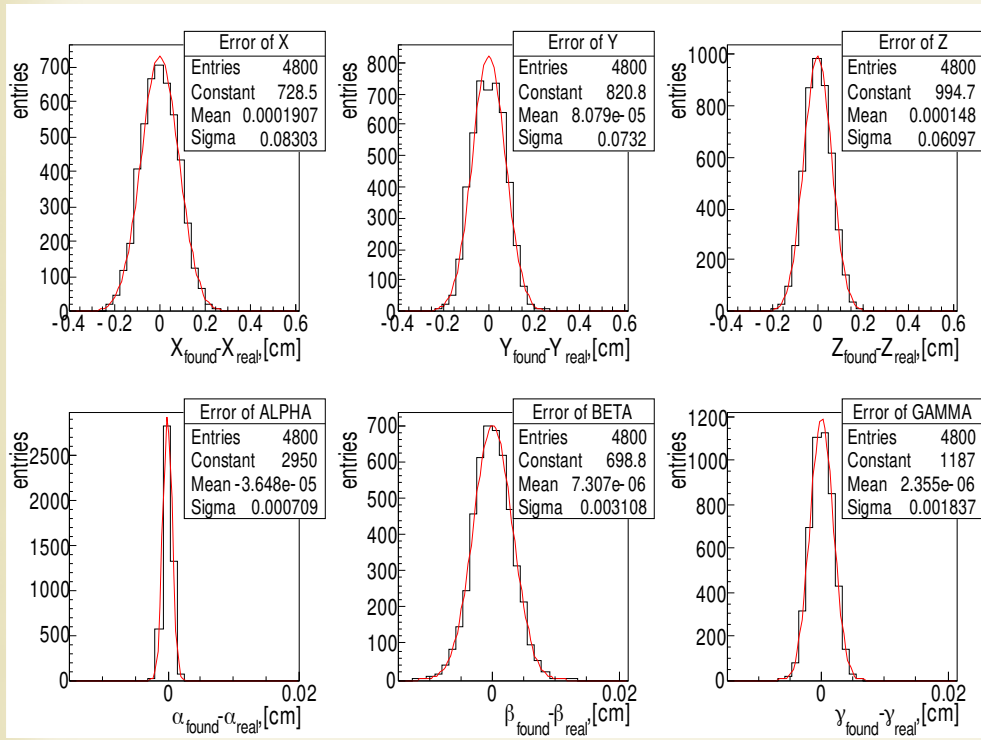 Error of X
Entries 4800
Constant 728.5
Mean 0.0001907
Sigma 0.08303
entries
700
600
500
400
300
200
100
0
-0.4 -0.2 0 0.2 0.4 0.6
Xfound-Xreal,[cm]
Error of Y
Entries 4800
Constant 820.8
Mean 8.079e-05
Sigma 0.0732
entries
800
700
600
500
400
300
200
100
0
-0.4 -0.2 0 0.2 0.4 0.6
Yfound-Yreal,[cm]
Error of Z
Entries 4800
Constant 994.7
Mean 0.000148
Sigma 0.06097
entries
1000
800
600
400
200
0
-0.4 -0.2 0 0.2 0.4 0.6
Zfound-Zreal,[cm]
Error of ALPHA
Entries 4800
Constant 2950
Mean -3.648e-05
Sigma 0.000709
entries
2500
2000
1500
1000
500
0
0 0.02
αfound-αreal,[cm]
Error of BETA
Entries 4800
Constant 698.8
Mean 7.307e-06
Sigma 0.003108
entries
700
600
500
400
300
200
100
0
0 0.02
βfound-βreal,[cm]
Error of GAMMA
Entries 4800
Constant 1187
Mean 2.355e-06
Sigma 0.001837
entries
1200
1000
800
600
400
200
0
0 0.02
γfound-γreal,[cm]